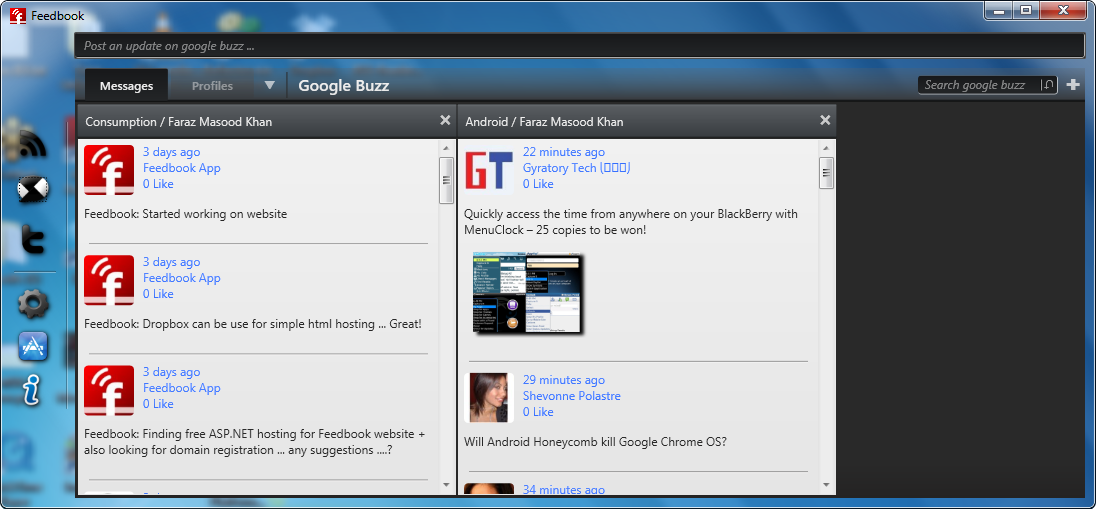 Feedbook
Post an update on google buzz ...
Messages
Profiles
Google Buzz
Search google buzz
Consumption / Faraz Masood Khan
3 days ago
Feedbook App
0 Like
Feedbook: Started working on website
3 days ago
Feedbook App
0 Like
Feedbook: Dropbox can be use for simple html hosting ... Great!
3 days ago
Feedbook App
0 Like
Feedbook: Finding free ASP.NET hosting for Feedbook website +
also looking for domain registration ... any suggestions ....?
Android / Faraz Masood Khan
22 minutes ago
GT
Gyratory Tech (□□□)
0 Like
Quickly access the time from anywhere on your BlackBerry with
MenuClock – 25 copies to be won!
29 minutes ago
Shevonne Polastre
0 Like
Will Android Honeycomb kill Google Chrome OS?
34 minutes ago